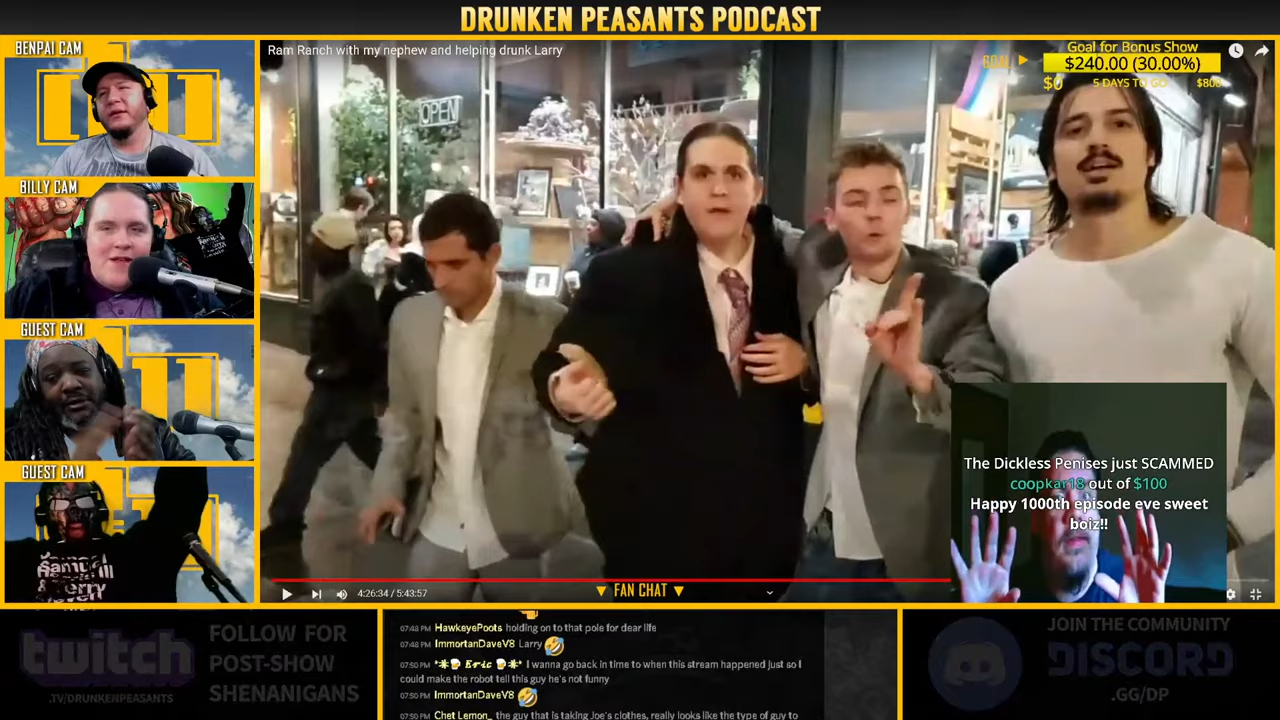 DRUNKEN PEASANTS PODCAST
BENPAI CAM
BILLY CAM
GUEST CAM
GUEST CAM
Ram Ranch with my nephew and helping drunk Larry
OPEN
Goal for Bonus Show
GOAL
$240.00 (30.00%)
$0
5 DAYS TO GO
$800
The Dickless Penises just SCAMMED
coopkar18 out of $100
Happy 1000th episode eve sweet
boiz!!
4:26:34 / 5:43:57
▼ FAN CHAT ▼
twitch
.TV/DRUNKENPEASANTS
FOLLOW FOR
POST-SHOW
SHENANIGANS
07:48 PM HawkeyePoots holding on to that pole for dear life
07:48 PM ImmortanDaveV8 Larry 🤣
07:50 PM *☀🍺 Eric 🍺☀* I wanna go back in time to when this stream happened just so I
could make the robot tell this guy he's not funny
07:50 PM ImmortanDaveV8 🤣
07:50 PM Chet Lemon_ the guy that is taking Joe's clothes, really looks like the type of guy to
JOIN THE COMMUNITY
DISCORD
.GG/DP